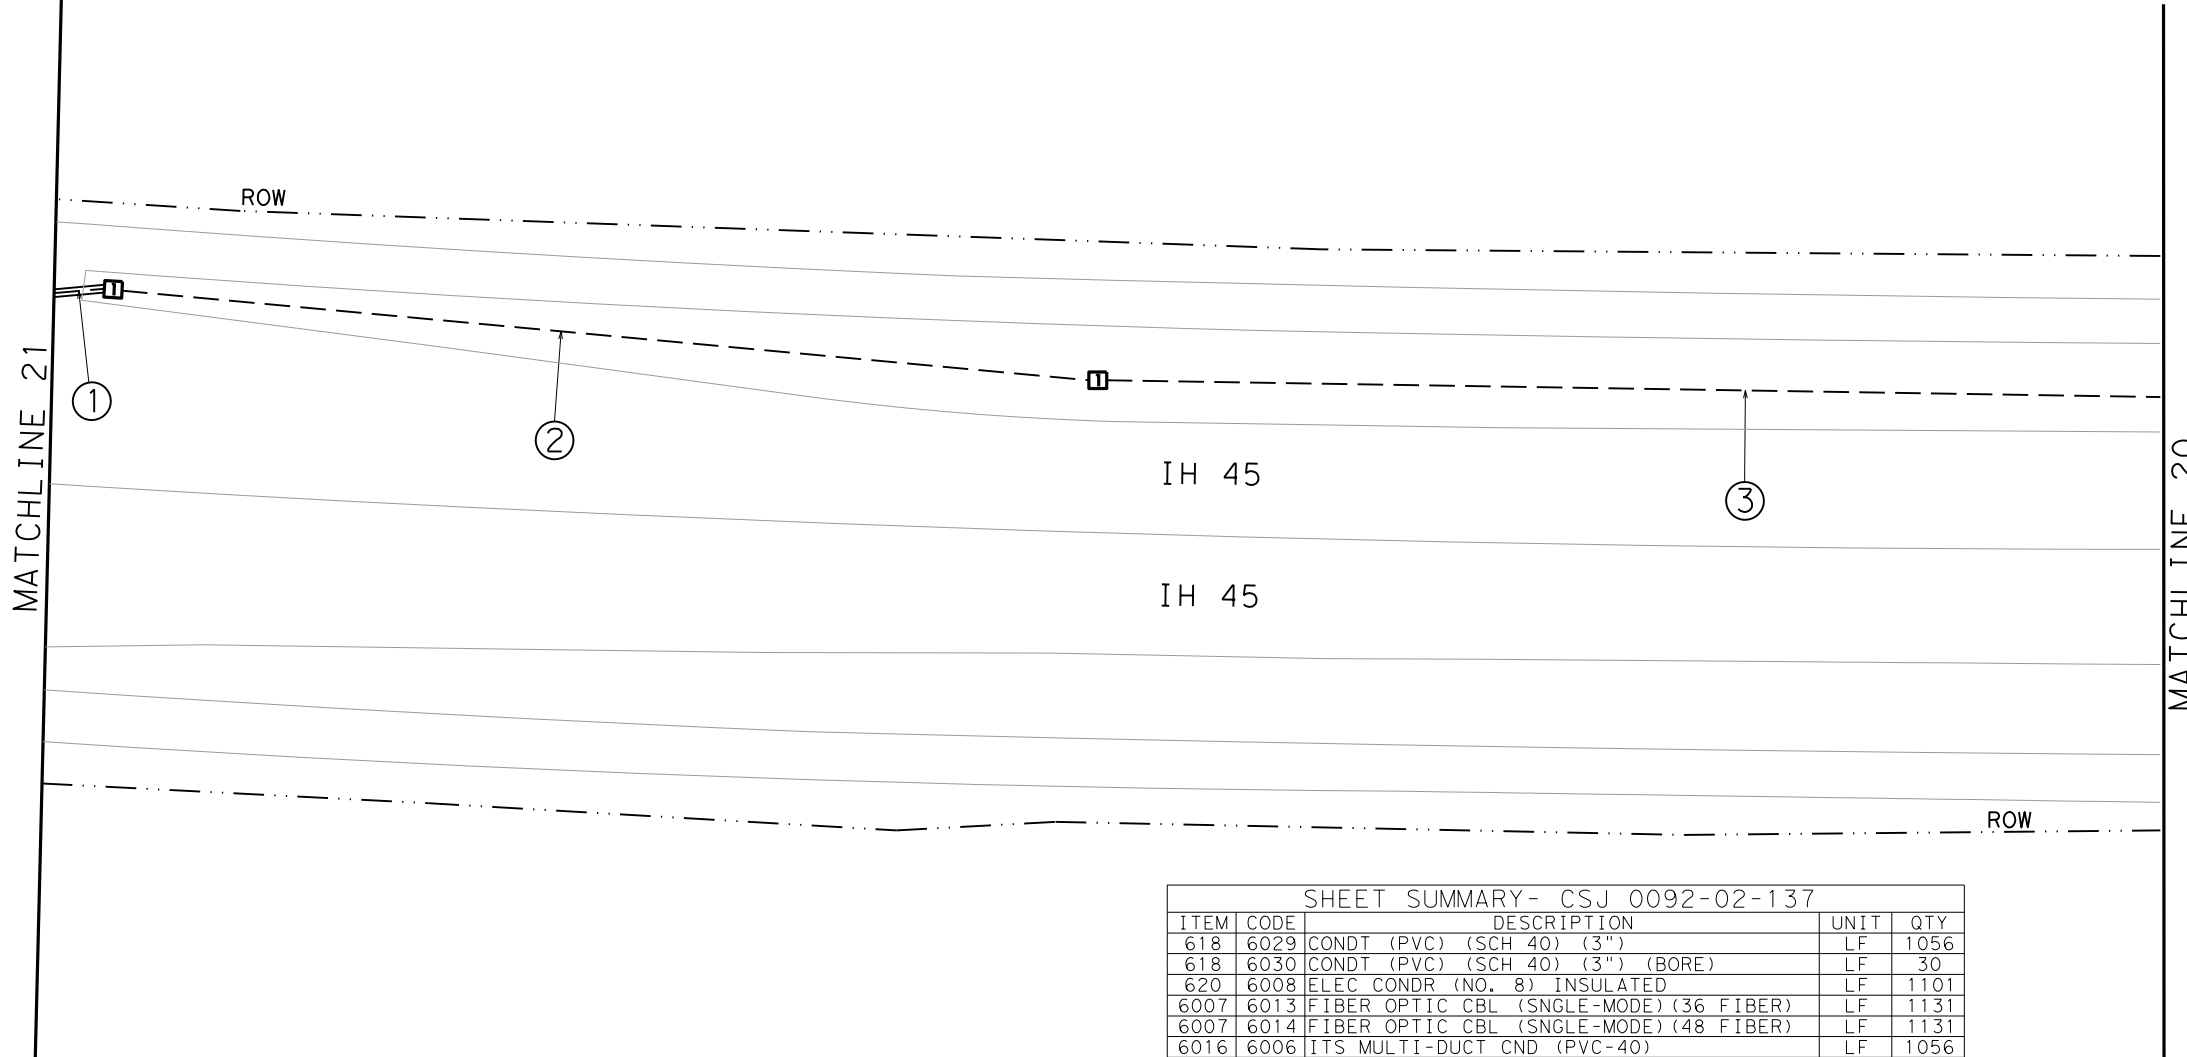 ROW
1
1
MATCHLINE 21
1
2
IH 45
3
MATCHLINE 20
IH 45
ROW
SHEET SUMMARY- CSJ 0092-02-137
ITEM CODE DESCRIPTION UNIT QTY
618 6029 CONDT (PVC) (SCH 40) (3") LF 1056
618 6030 CONDT (PVC) (SCH 40) (3") (BORE) LF 30
620 6008 ELEC CONDR (NO. 8) INSULATED LF 1101
6007 6013 FIBER OPTIC CBL (SNGLE-MODE)(36 FIBER) LF 1131
6007 6014 FIBER OPTIC CBL (SNGLE-MODE)(48 FIBER) LF 1131
6016 6006 ITS MULTI-DUCT CND (PVC-40) LF 1056